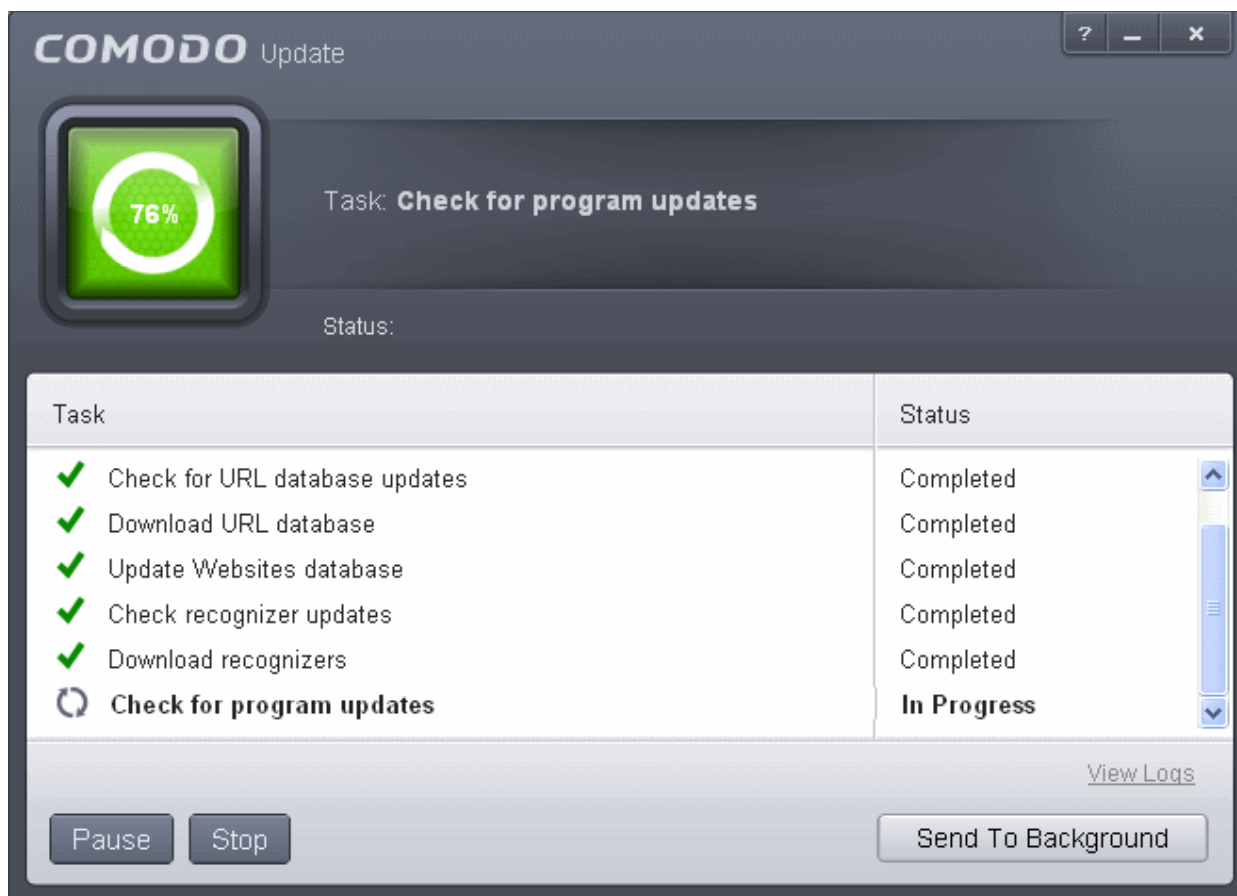 COMODO Update
? _ x
76%
Task: Check for program updates
Status:
Task Status
Check for URL database updates Completed
Download URL database Completed
Update Websites database Completed
Check recognizer updates Completed
Download recognizers Completed
Check for program updates In Progress
View Logs
Pause Stop Send To Background